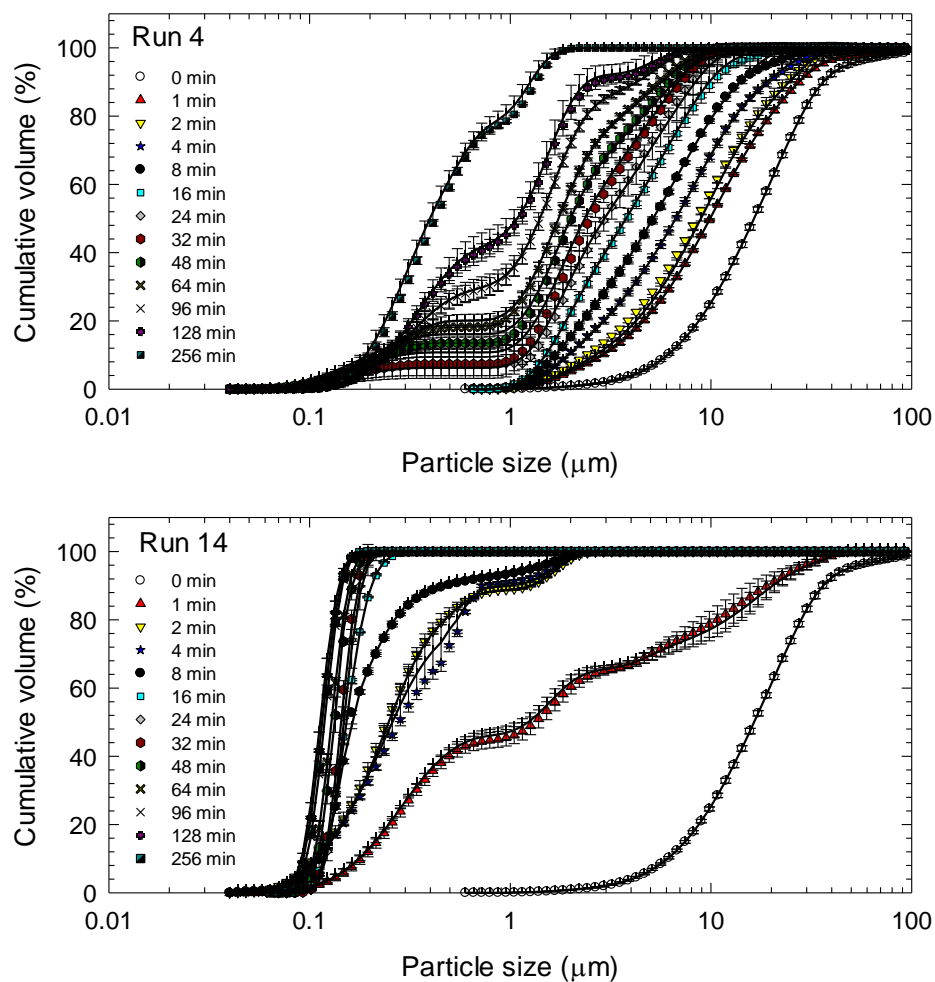 Run 4
100
80
60
40
20
0
Cumulative volume (%)
0 min
1 min
2 min
4 min
8 min
16 min
24 min
32 min
48 min
64 min
96 min
128 min
256 min
0.01 0.1 1 10 100
Particle size (μm)
Run 14
100
80
60
40
20
0
Cumulative volume (%)
0 min
1 min
2 min
4 min
8 min
16 min
24 min
32 min
48 min
64 min
96 min
128 min
256 min
0.01 0.1 1 10 100
Particle size (μm)